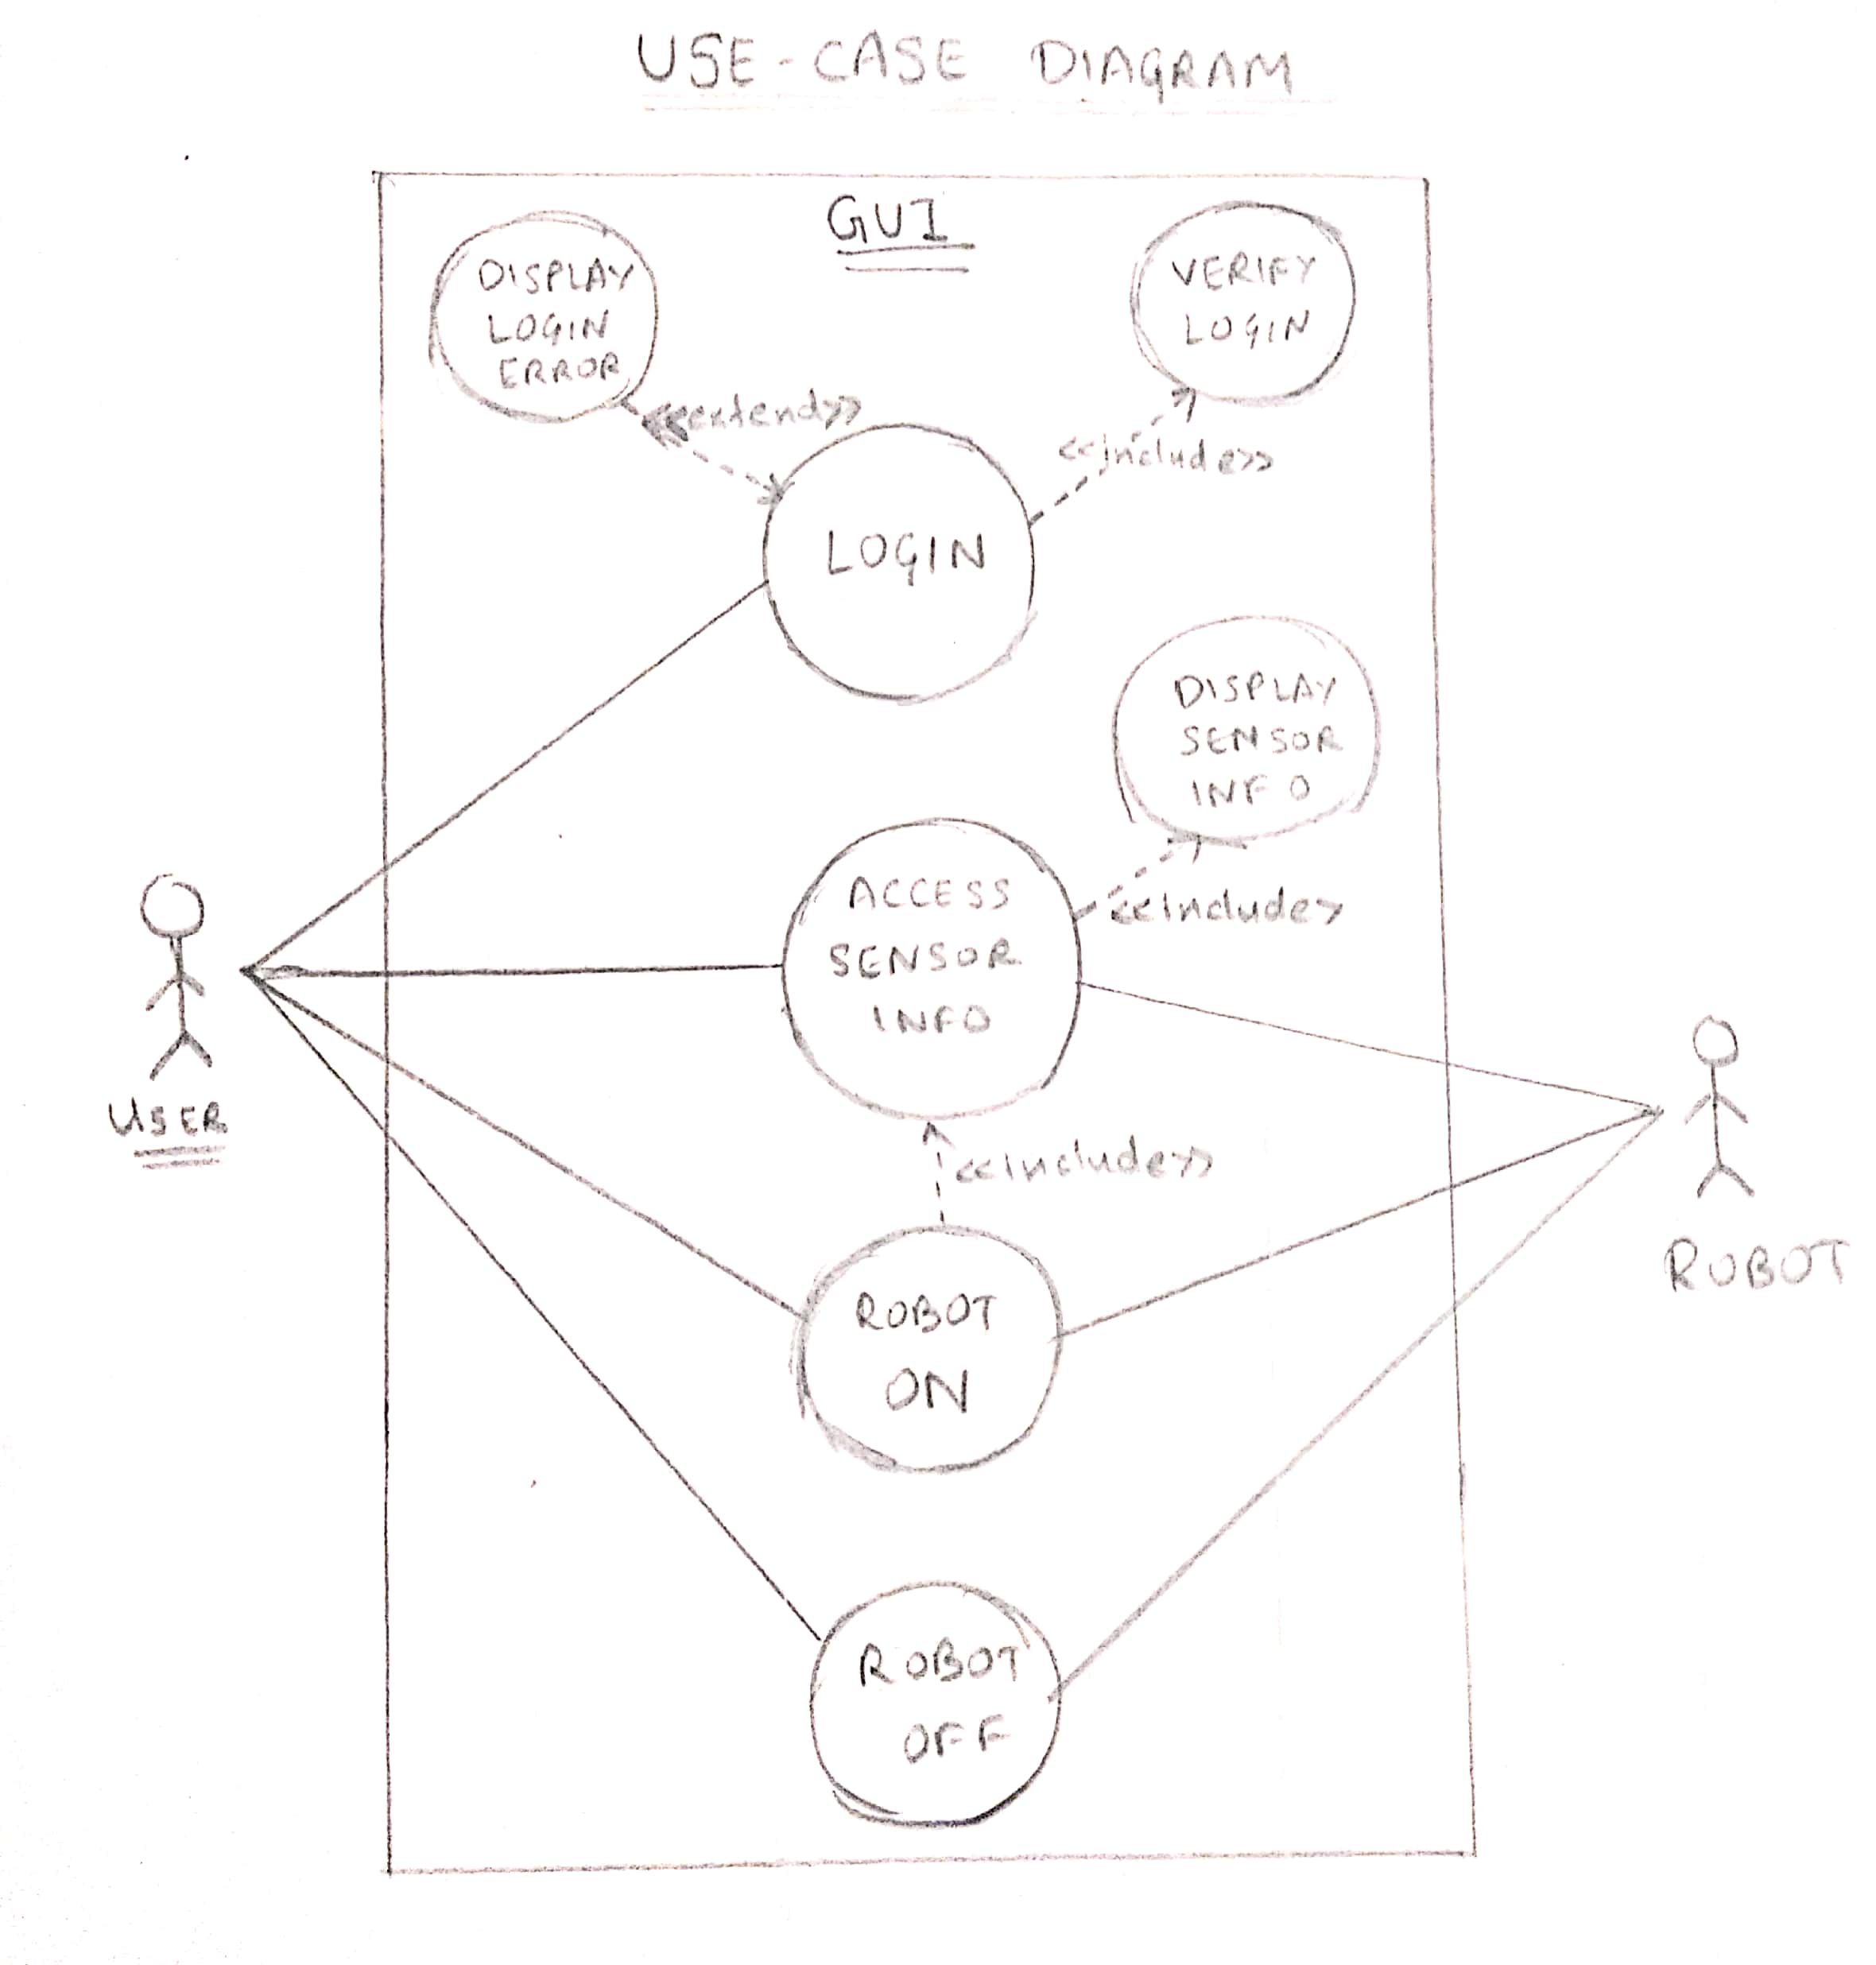 USE-CASE DIAGRAM
GUI
DISPLAY
LOGIN
ERROR
VERIFY
LOGIN
<<extend>>
<<include>>
LOGIN
DISPLAY
SENSOR
INFO
ACCESS
SENSOR
INFO
<<include>
USER
<<include>>
ROBOT
ROBOT
ON
ROBOT
OFF